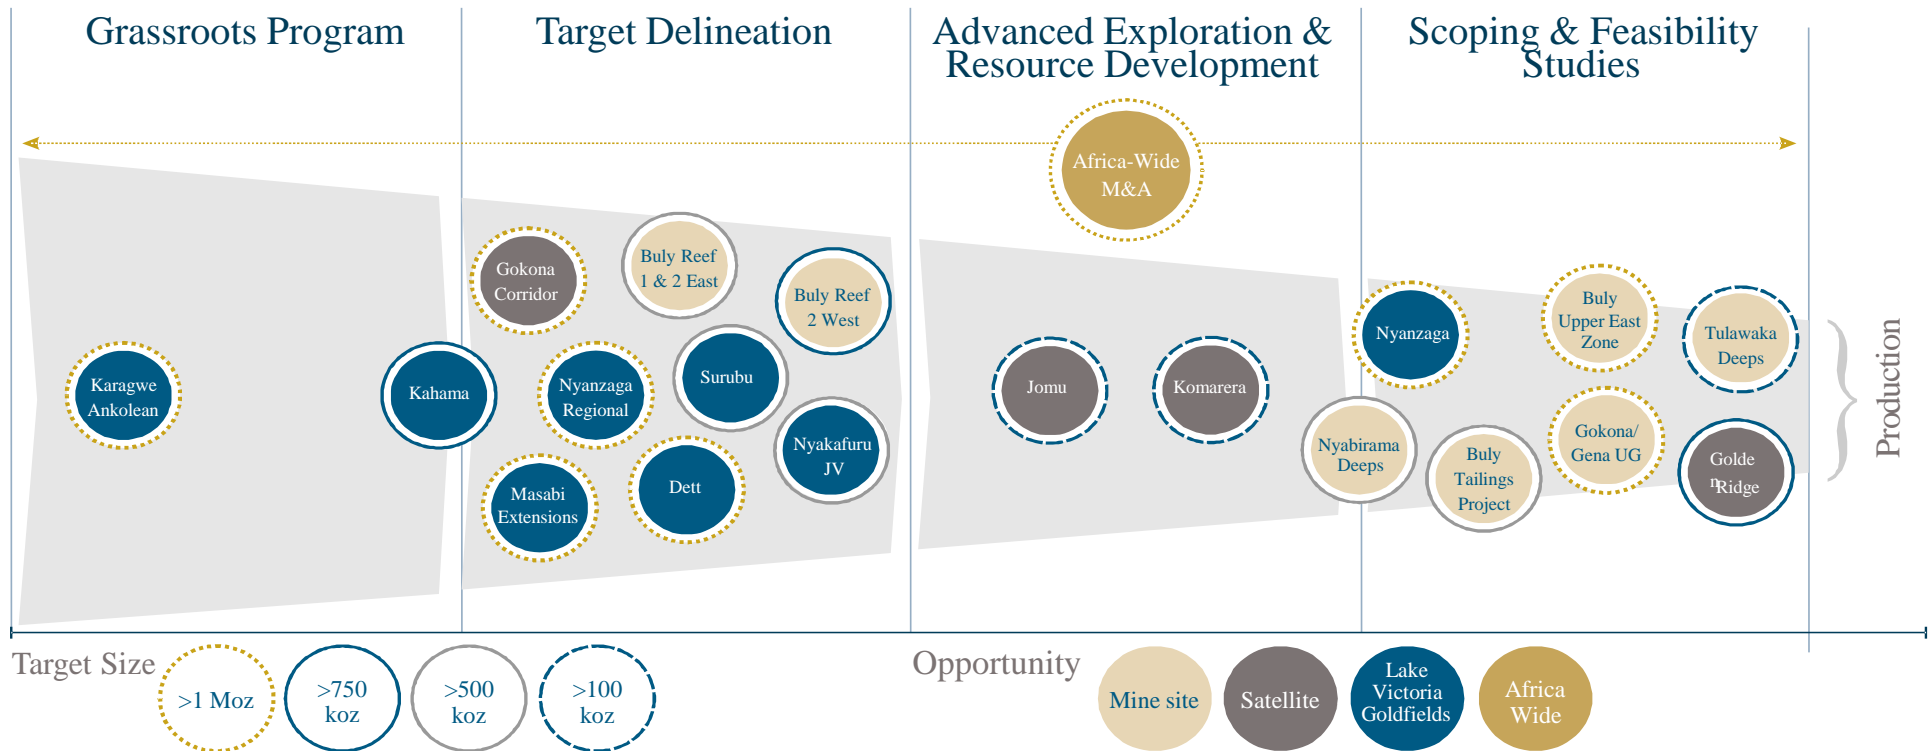 Grassroots Program
Target Delineation
Advanced Exploration &
Resource Development
Scoping & Feasibility
Studies
Africa-Wide
M&A
Karagwe
Ankolean
Kahama
Gokona
Corridor
Buly Reef
1 & 2 East
Buly Reef
2 West
Nyanzaga
Regional
Surubu
Nyakafuru
JV
Masabi
Extensions
Dett
Jomu
Komarera
Nyabirama
Deeps
Nyanzaga
Buly
Upper East
Zone
Tulawaka
Deeps
Buly
Tailings
Project
Gokona/
Gena UG
Golde
nRidge
Production
Target Size
>1 Moz
>750
koz
>500
koz
>100
koz
Opportunity
Mine site
Satellite
Lake
Victoria
Goldfields
Africa
Wide